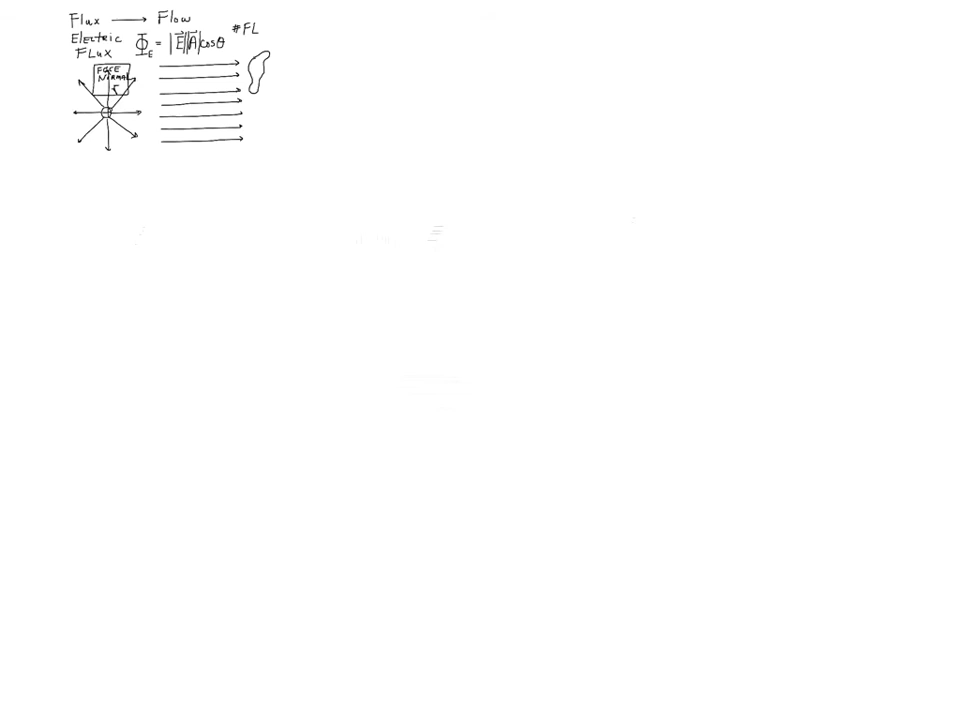 Flux → Flow
Electric Flux Φ_E = |E⃗||A⃗|cosθ #FL
FACE
NORMAL